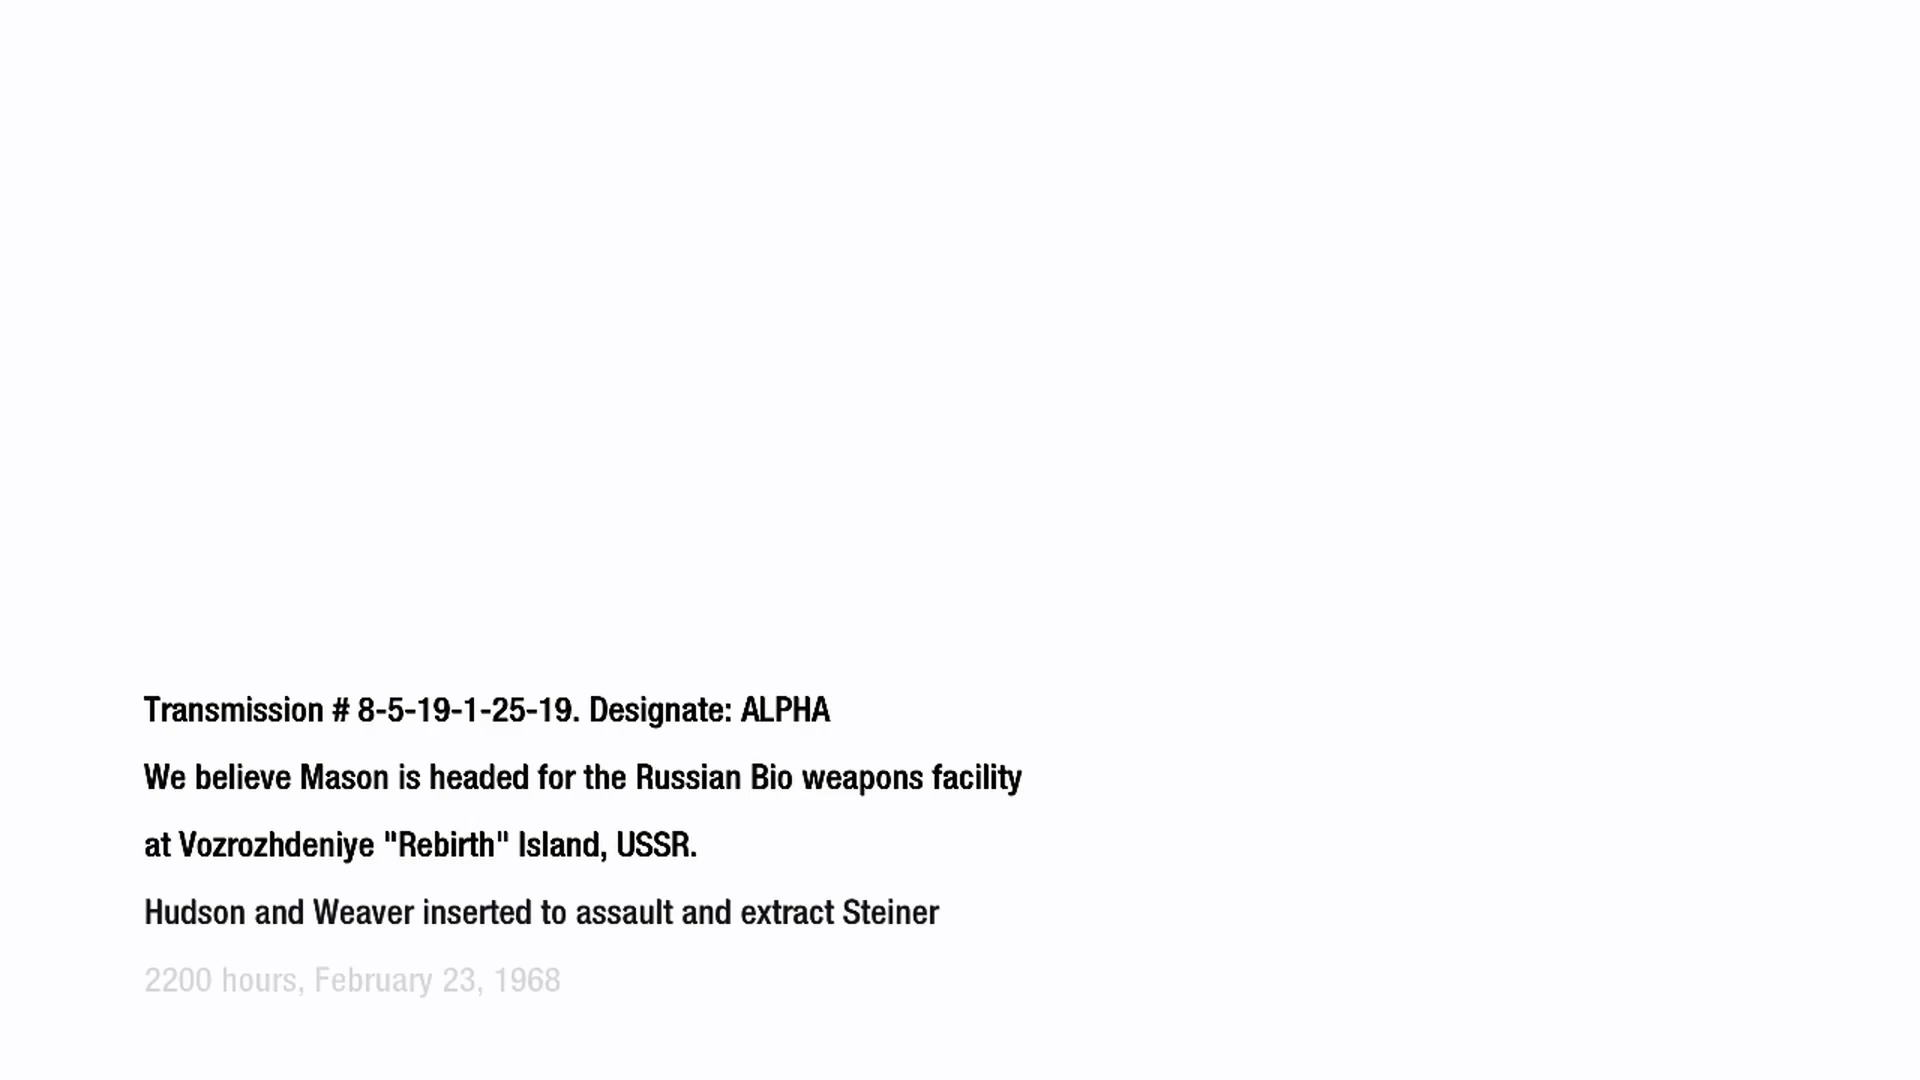 Transmission # 8-5-19-1-25-19. Designate: ALPHA
We believe Mason is headed for the Russian Bio weapons facility
at Vozrozhdeniye "Rebirth" Island, USSR.
Hudson and Weaver inserted to assault and extract Steiner
2200 hours, February 23, 1968